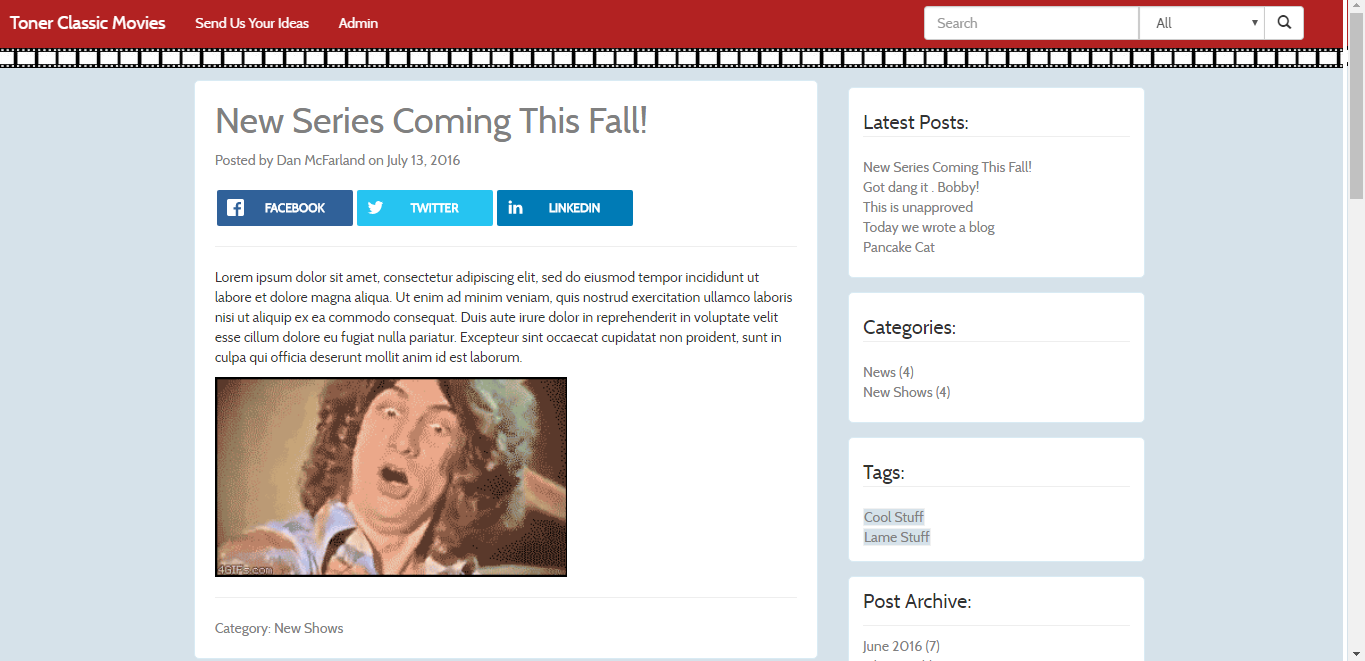 Toner Classic Movies Send Us Your Ideas Admin Search All
New Series Coming This Fall!
Posted by Dan McFarland on July 13, 2016
FACEBOOK TWITTER LINKEDIN
Lorem ipsum dolor sit amet, consectetur adipiscing elit, sed do eiusmod tempor incididunt ut
labore et dolore magna aliqua. Ut enim ad minim veniam, quis nostrud exercitation ullamco laboris
nisi ut aliquip ex ea commodo consequat. Duis aute irure dolor in reprehenderit in voluptate velit
esse cillum dolore eu fugiat nulla pariatur. Excepteur sint occaecat cupidatat non proident, sunt in
culpa qui officia deserunt mollit anim id est laborum.
4GIFs.com
Category: New Shows
Latest Posts:
New Series Coming This Fall!
Got dang it . Bobby!
This is unapproved
Today we wrote a blog
Pancake Cat
Categories:
News (4)
New Shows (4)
Tags:
Cool Stuff
Lame Stuff
Post Archive:
June 2016 (7)